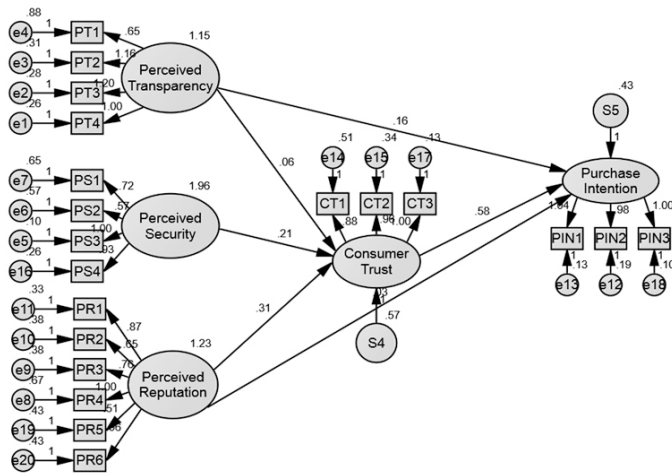 .88
e4 1 PT1 .65 1.15
.31
e3 1 PT2 1.16
.28
e2 1 PT3 1.20
.26
e1 1 PT4 1.00
Perceived
Transparency
.16
.06
.43
S5
1
Purchase
Intention
1.00
.98
PIN1 PIN2 PIN3
1 1 1
.13 .19 .10
e13 e12 e18
.51 .34 .13
e14 e15 e17
1 1 1
CT1 CT2 CT3
.88 .96 1.00
Consumer
Trust
.58
1
.57
S4
.65
e7 1 PS1 .72 1.96
.57
e6 1 PS2 .57
.10
e5 1 PS3 1.00
.26
e16 1 PS4 .93
Perceived
Security
.21
.33
e11 1 PR1 .87 1.23
.38
e10 1 PR2 .65
.38
e9 1 PR3 .76
.67
e8 1 PR4 1.00
.43
e19 1 PR5 .51
.43
e20 1 PR6
Perceived
Reputation
.31